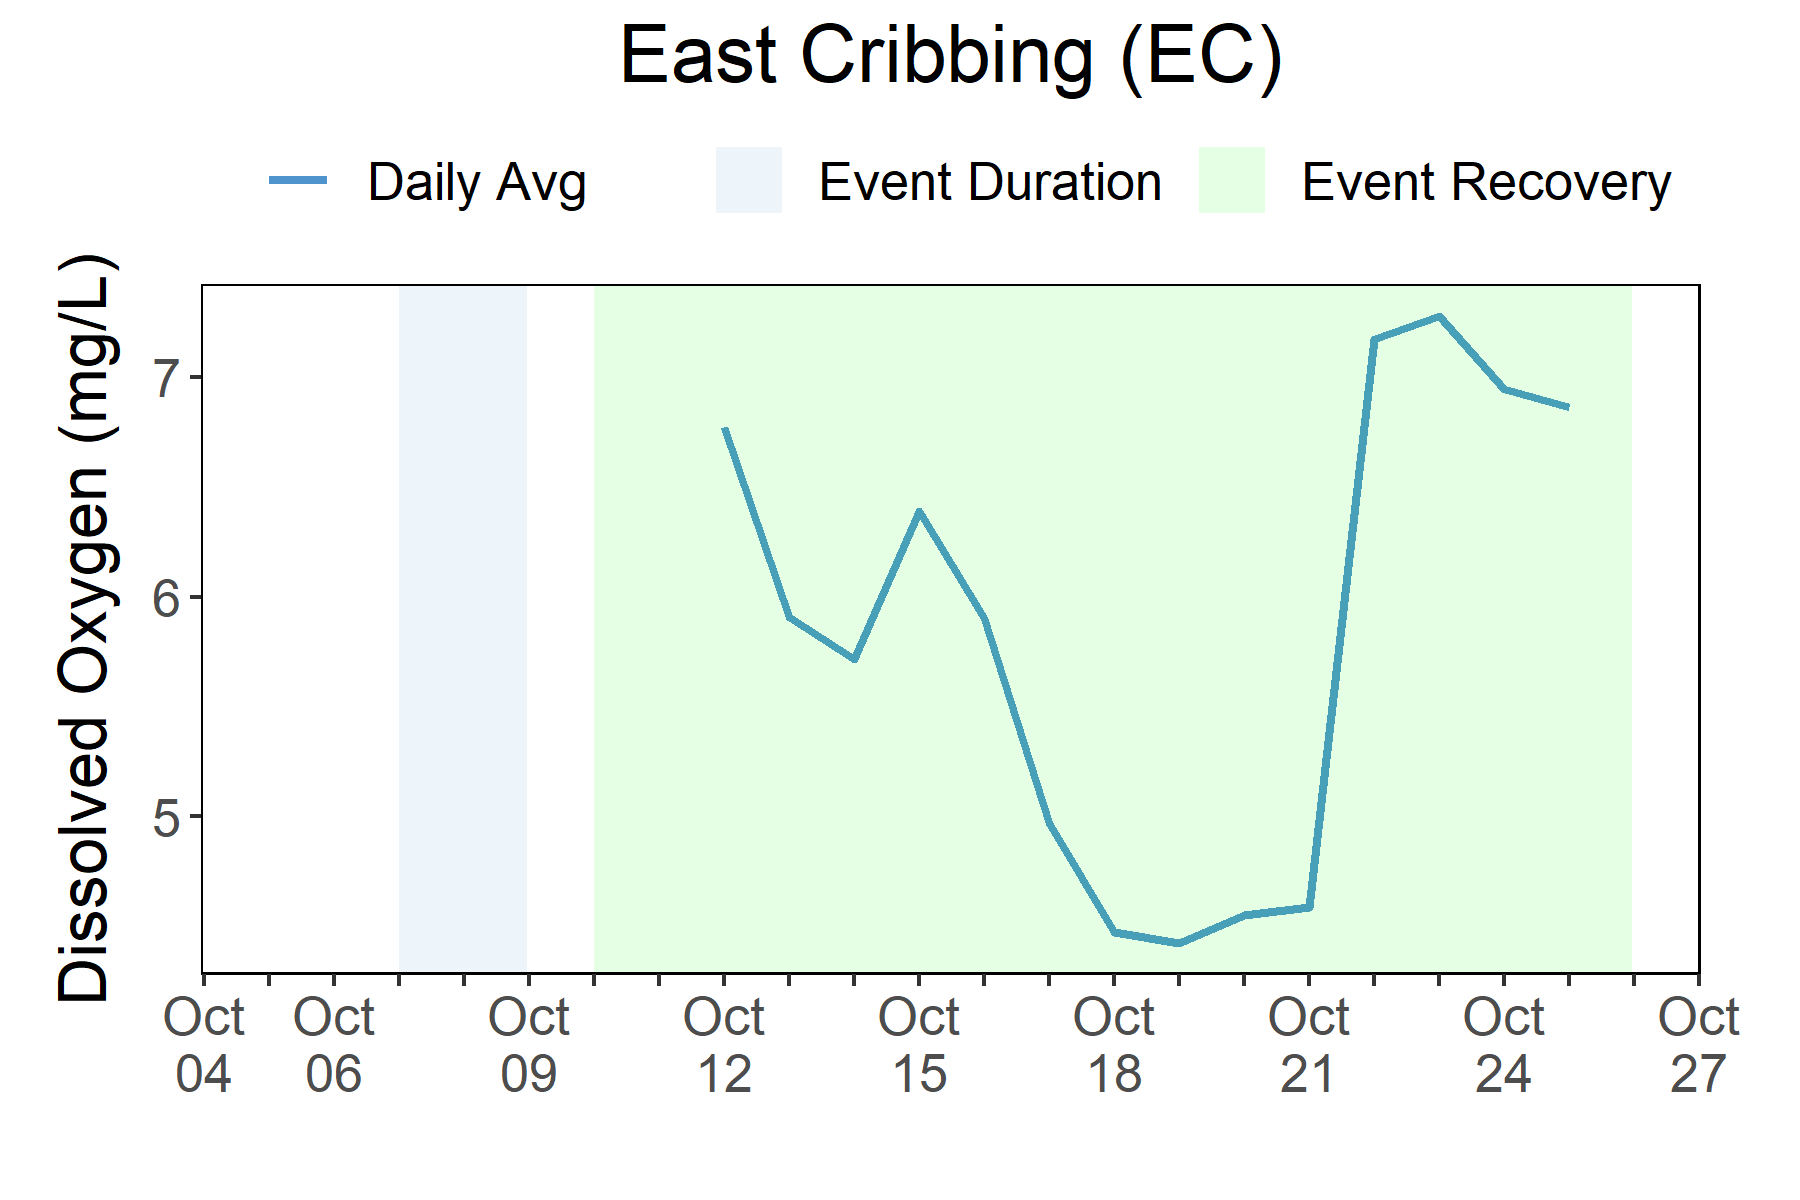 East Cribbing (EC)
Daily Avg Event Duration Event Recovery
Dissolved Oxygen (mg/L)
7
6
5
Oct Oct Oct Oct Oct Oct Oct Oct Oct
04 06 09 12 15 18 21 24 27